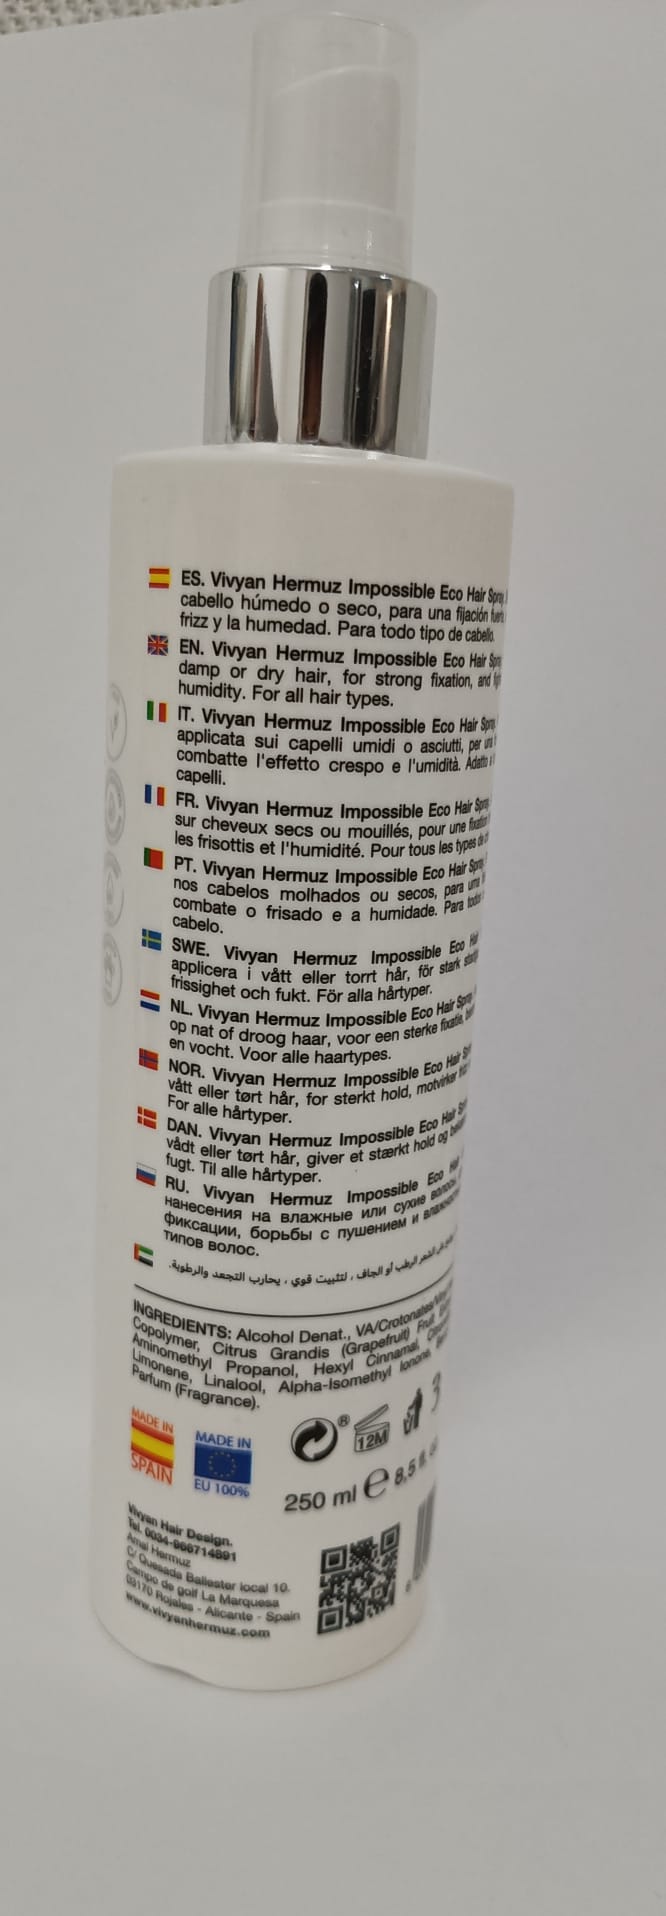 ES. Vivyan Hermuz Impossible Eco Hair Spray,
cabello húmedo o seco, para una fijación
frizz y la humedad. Para todo tipo de cabello.
EN. Vivyan Hermuz Impossible Eco Hair Spray
damp or dry hair, for strong fixation, and
humidity. For all hair types.
IT. Vivyan Hermuz Impossible Eco Hair Spray,
applicata sui capelli umidi o asciutti, per
combatte l'effetto crespo e l'umidità. Adatto
capelli.
FR. Vivyan Hermuz Impossible Eco Hair Spray
sur cheveux secs ou mouillés, pour une fixation
les frisottis et l'humidité. Pour tous les types de
PT. Vivyan Hermuz Impossible Eco Hair Spray
nos cabelos molhados ou secos, para uma
combate o frisado e a humidade. Para todo
cabelo.
SWE. Vivyan Hermuz Impossible Eco Hair
applicera i vått eller torrt hår, för stark
frissighet och fukt. För alla hårtyper.
NL. Vivyan Hermuz Impossible Eco Hair Spray,
op nat of droog haar, voor een sterke fixatie,
en vocht. Voor alle haartypes.
NOR. Vivyan Hermuz Impossible Eco Hair
vått eller tørt hår, for sterkt hold, motvirker
For alle hårtyper.
DAN. Vivyan Hermuz Impossible Eco Hair
vådt eller tørt hår, giver et stærkt hold og
fugt. Til alle hårtyper.
RU. Vivyan Hermuz Impossible Eco
нанесения на влажные или сухие волосы
фиксации, борьбы с пушением и
типов волос.
الشعر الرطب أو الجاف ، لتثبيت قوي ، يحارب التجعد والرطوبة.
INGREDIENTS: Alcohol Denat., VA/Crotonates/
Copolymer, Citrus Grandis (Grapefruit) Fruit
Aminomethyl Propanol, Hexyl Cinnamal,
Limonene, Linalool, Alpha-Isomethyl Ionone,
Parfum (Fragrance).
MADE IN
SPAIN
MADE IN
EU 100%
®
12M
250 ml e 8.5 fl.
Vivyan Hair Design.
Tel. 0034-966714891
Amal Hermuz
C/ Quesada Ballester local 10.
Campo de golf La Marquesa
03170 Rojales - Alicante - Spain
www.vivyanhermuz.com